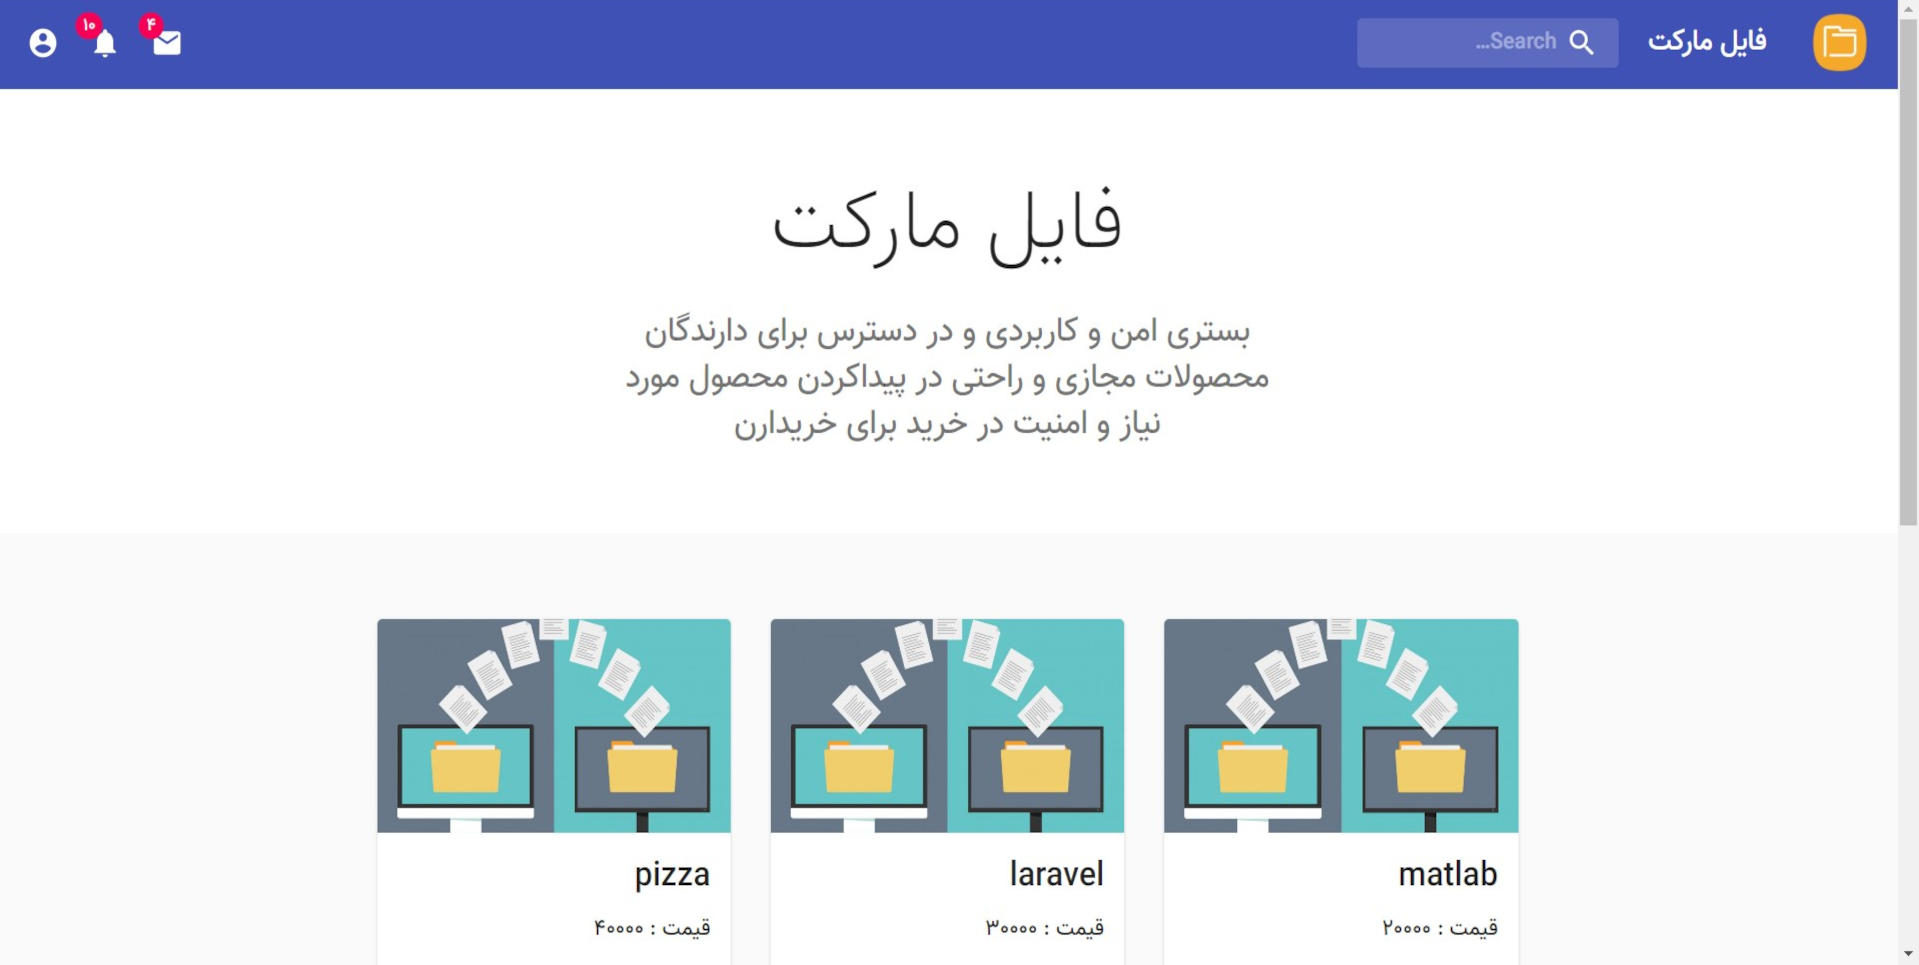 فایل مارکت
Search...
۴
۱۰
فایل مارکت
بستری امن و کاربردی و در دسترس برای دارندگان
محصولات مجازی و راحتی در پیداکردن محصول مورد
نیاز و امنیت در خرید برای خریدارن
matlab
قیمت : ۲۰۰۰۰
laravel
قیمت : ۳۰۰۰۰
pizza
قیمت : ۴۰۰۰۰